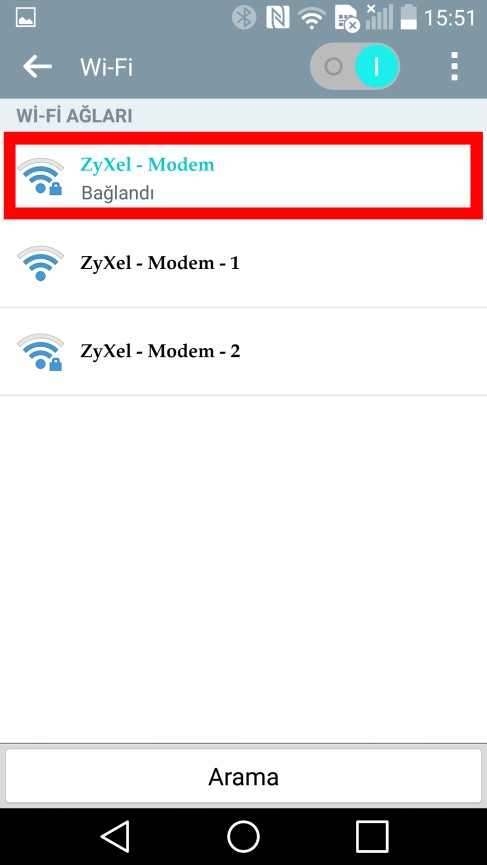 15:51
Wi-Fi
Wİ-Fİ AĞLARI
ZyXel - Modem
Bağlandı
ZyXel - Modem - 1
ZyXel - Modem - 2
Arama